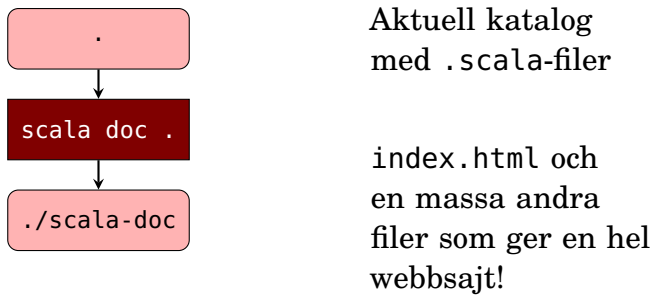 .
Aktuell katalog
med .scala-filer
scala doc .
./scala-doc
index.html och
en massa andra
filer som ger en hel
webbsajt!